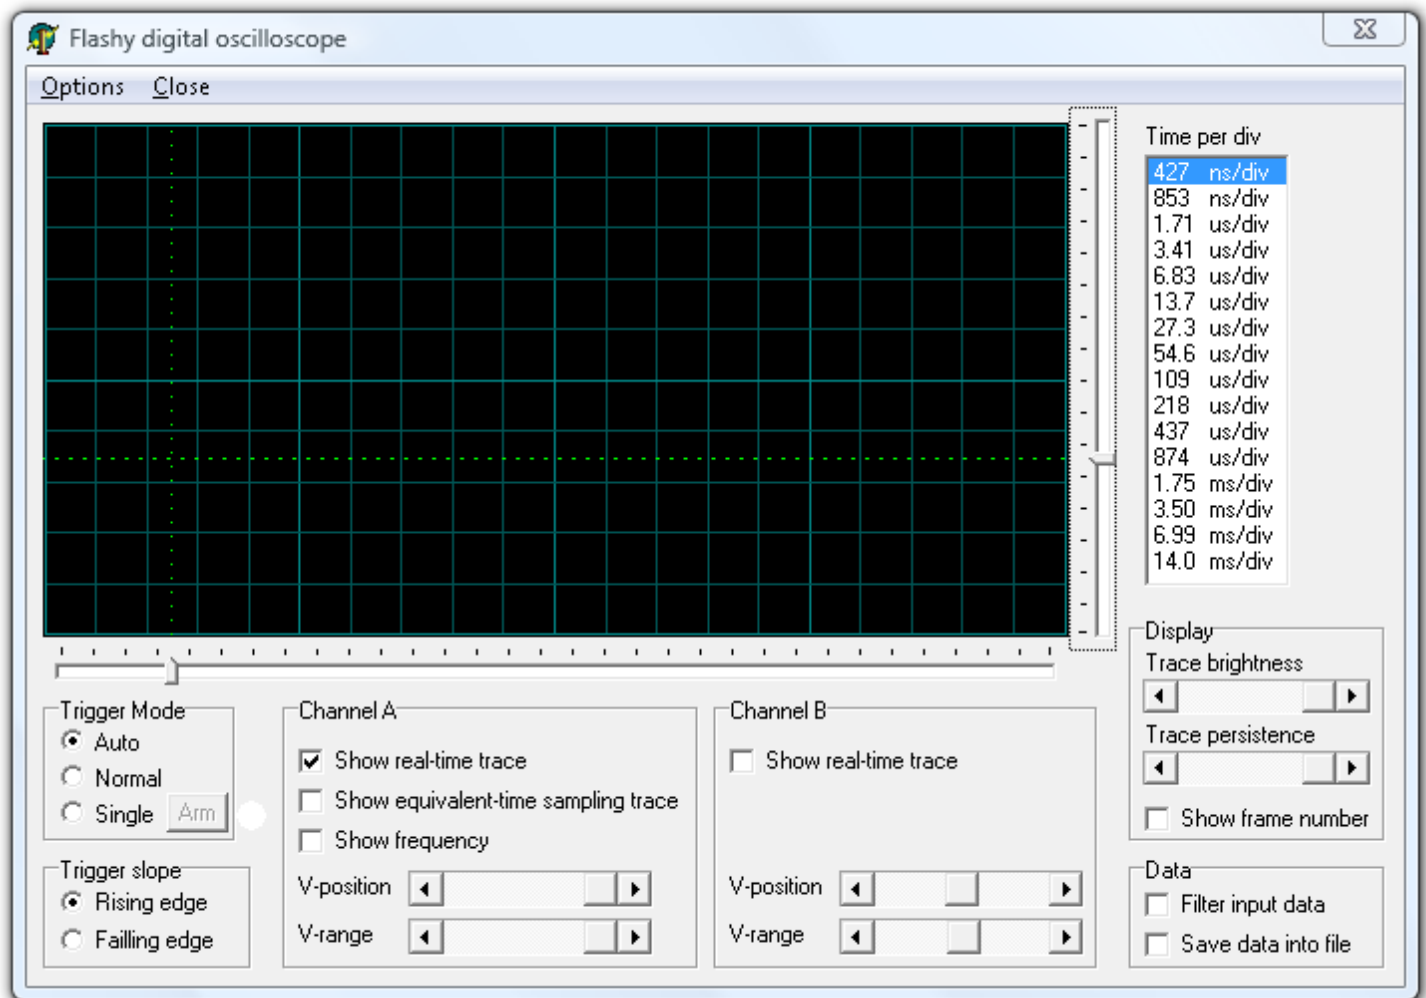 Flashy digital oscilloscope
Options Close
Time per div
427 ns/div
853 ns/div
1.71 us/div
3.41 us/div
6.83 us/div
13.7 us/div
27.3 us/div
54.6 us/div
109 us/div
218 us/div
437 us/div
874 us/div
1.75 ms/div
3.50 ms/div
6.99 ms/div
14.0 ms/div
Display
Trace brightness
Trace persistence
Show frame number
Trigger Mode
Auto
Normal
Single Arm
Trigger slope
Rising edge
Failling edge
Channel A
Show real-time trace
Show equivalent-time sampling trace
Show frequency
V-position
V-range
Channel B
Show real-time trace
V-position
V-range
Data
Filter input data
Save data into file